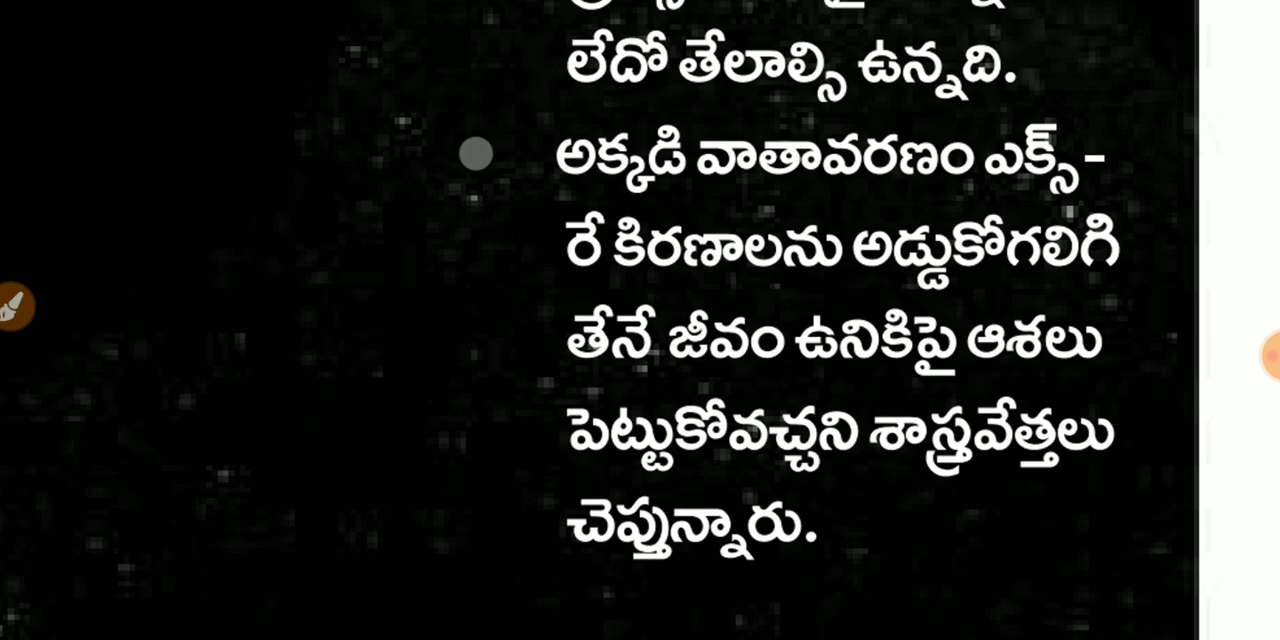 లేదో తేలాల్సి ఉన్నది.
అక్కడి వాతావరణం ఎక్స్-
రే కిరణాలను అడ్డుకోగలిగి
తేనే జీవం ఉనికిపై ఆశలు
పెట్టుకోవచ్చని శాస్త్రవేత్తలు
చెప్తున్నారు.